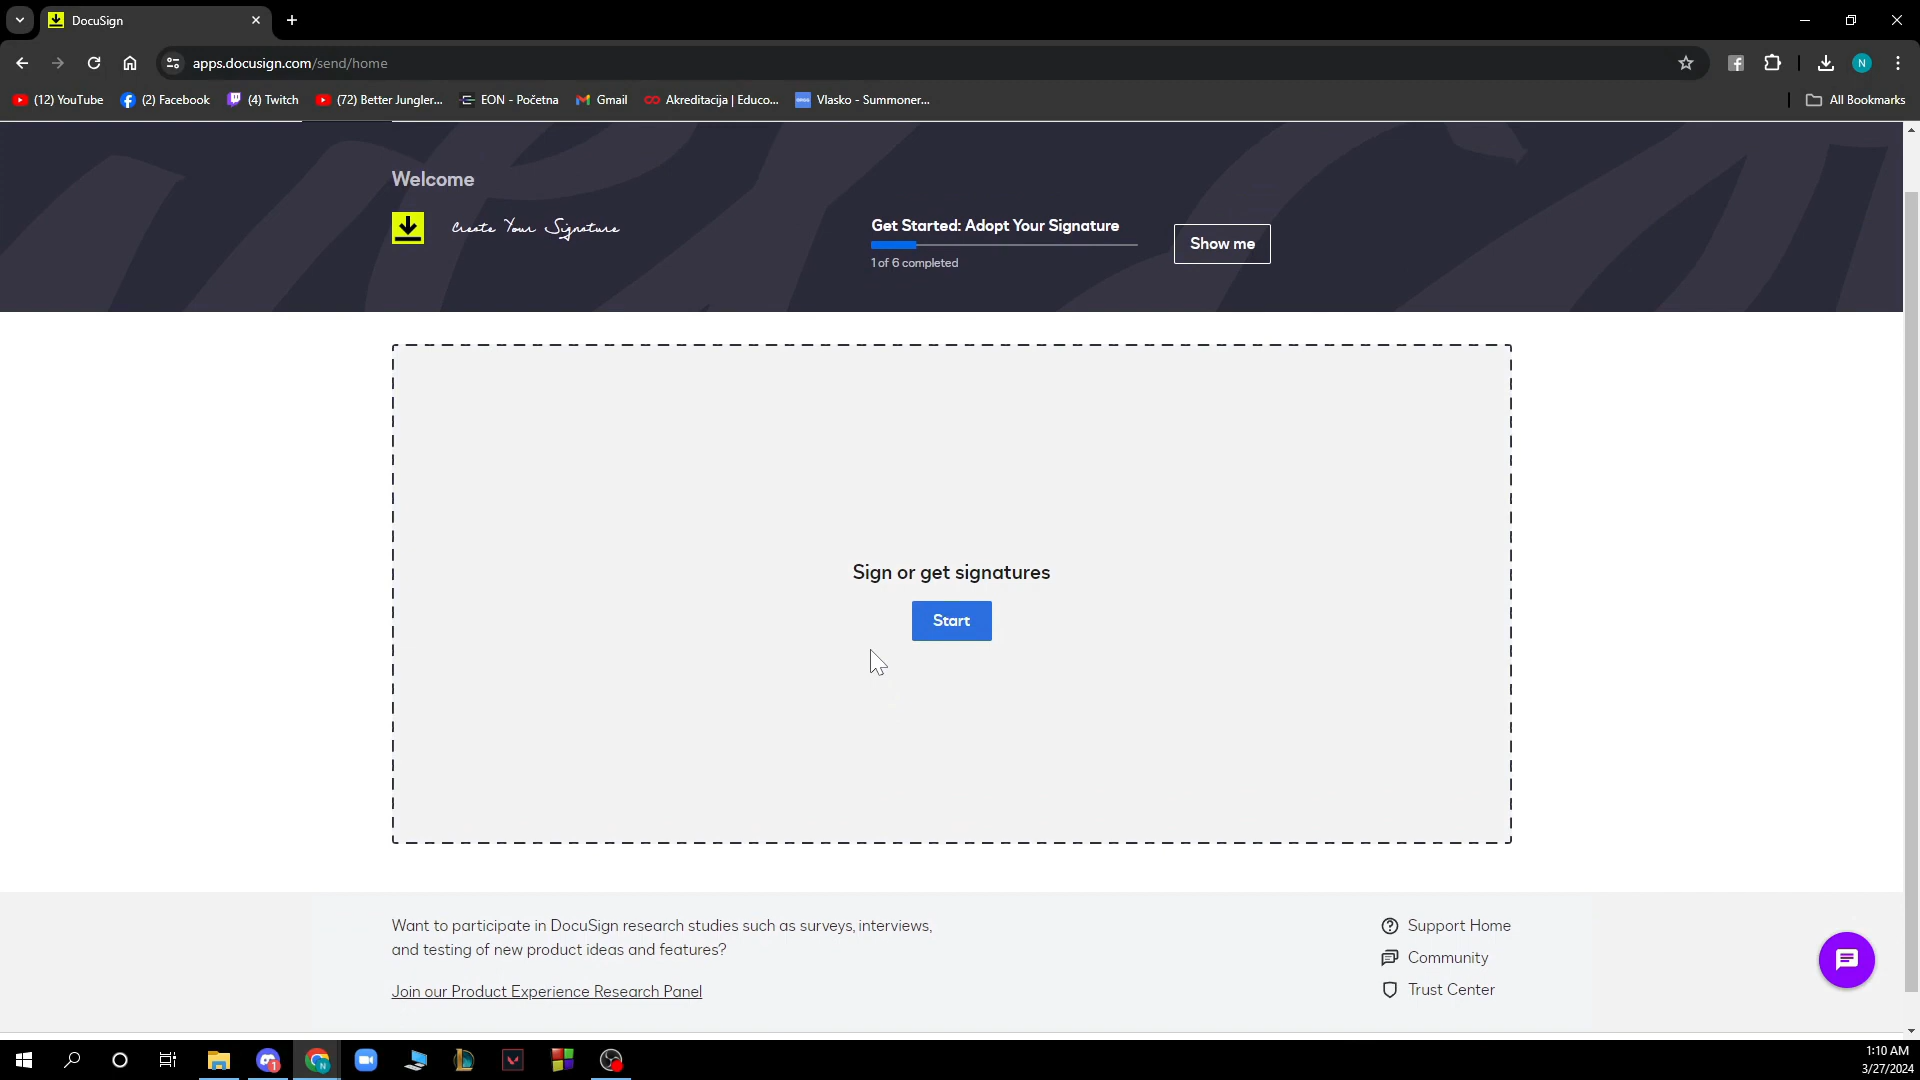 DocuSign
apps.docusign.com/send/home
(12) YouTube
(2) Facebook
(4) Twitch
(72) Better Jungler...
EON - Početna
Gmail
Akreditacija | Educo...
Vlasko - Summoner...
All Bookmarks
N
Welcome
Create Your Signature
Get Started: Adopt Your Signature
1 of 6 completed
Show me
Sign or get signatures
Start
Want to participate in DocuSign research studies such as surveys, interviews,
and testing of new product ideas and features?
Join our Product Experience Research Panel
Support Home
Community
Trust Center
1:10 AM
3/27/2024